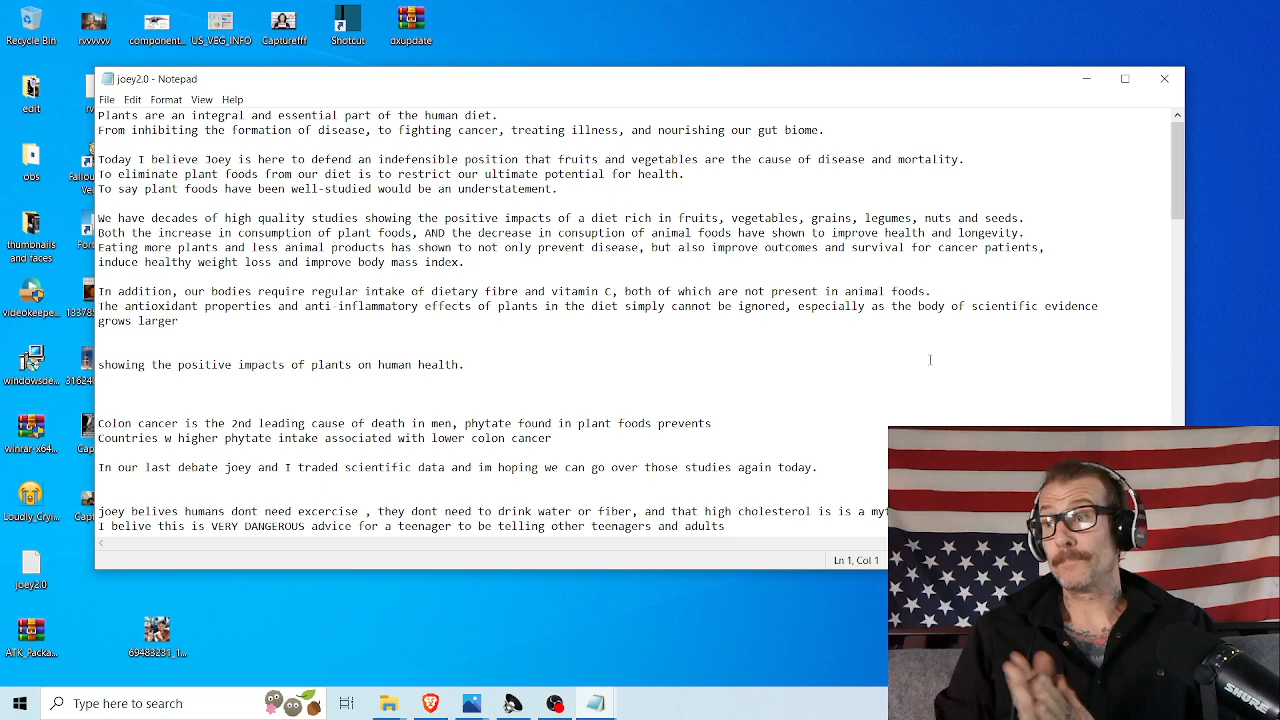 Recycle Bin
rvvvvv
component...
US_VEG_INFO
Capturefff
Shotcut
dxupdate
edit
obs
thumbnails
and faces
videokeepe...
windowsde...
winrar-x64...
Loudly_Cryi...
joey2.0
ATK_Packa...
69483231_1...
joey2.0 - Notepad
File Edit Format View Help
Plants are an integral and essential part of the human diet.
From inhibiting the formation of disease, to fighting cancer, treating illness, and nourishing our gut biome.
Today I believe Joey is here to defend an indefensible position that fruits and vegetables are the cause of disease and mortality.
To eliminate plant foods from our diet is to restrict our ultimate potential for health.
To say plant foods have been well-studied would be an understatement.
We have decades of high quality studies showing the positive impacts of a diet rich in fruits, vegetables, grains, legumes, nuts and seeds.
Both the increase in consumption of plant foods, AND the decrease in consuption of animal foods have shown to improve health and longevity.
Eating more plants and less animal products has shown to not only prevent disease, but also improve outcomes and survival for cancer patients,
induce healthy weight loss and improve body mass index.
In addition, our bodies require regular intake of dietary fibre and vitamin C, both of which are not present in animal foods.
The antioxidant properties and anti-inflammatory effects of plants in the diet simply cannot be ignored, especially as the body of scientific evidence
grows larger
showing the positive impacts of plants on human health.
Colon cancer is the 2nd leading cause of death in men, phytate found in plant foods prevents
Countries w higher phytate intake associated with lower colon cancer
In our last debate joey and I traded scientific data and im hoping we can go over those studies again today.
joey belives humans dont need excercise , they dont need to drink water or fiber, and that high cholesterol is is a myt
I belive this is VERY DANGEROUS advice for a teenager to be telling other teenagers and adults
Ln 1, Col 1
Type here to search
SHURE